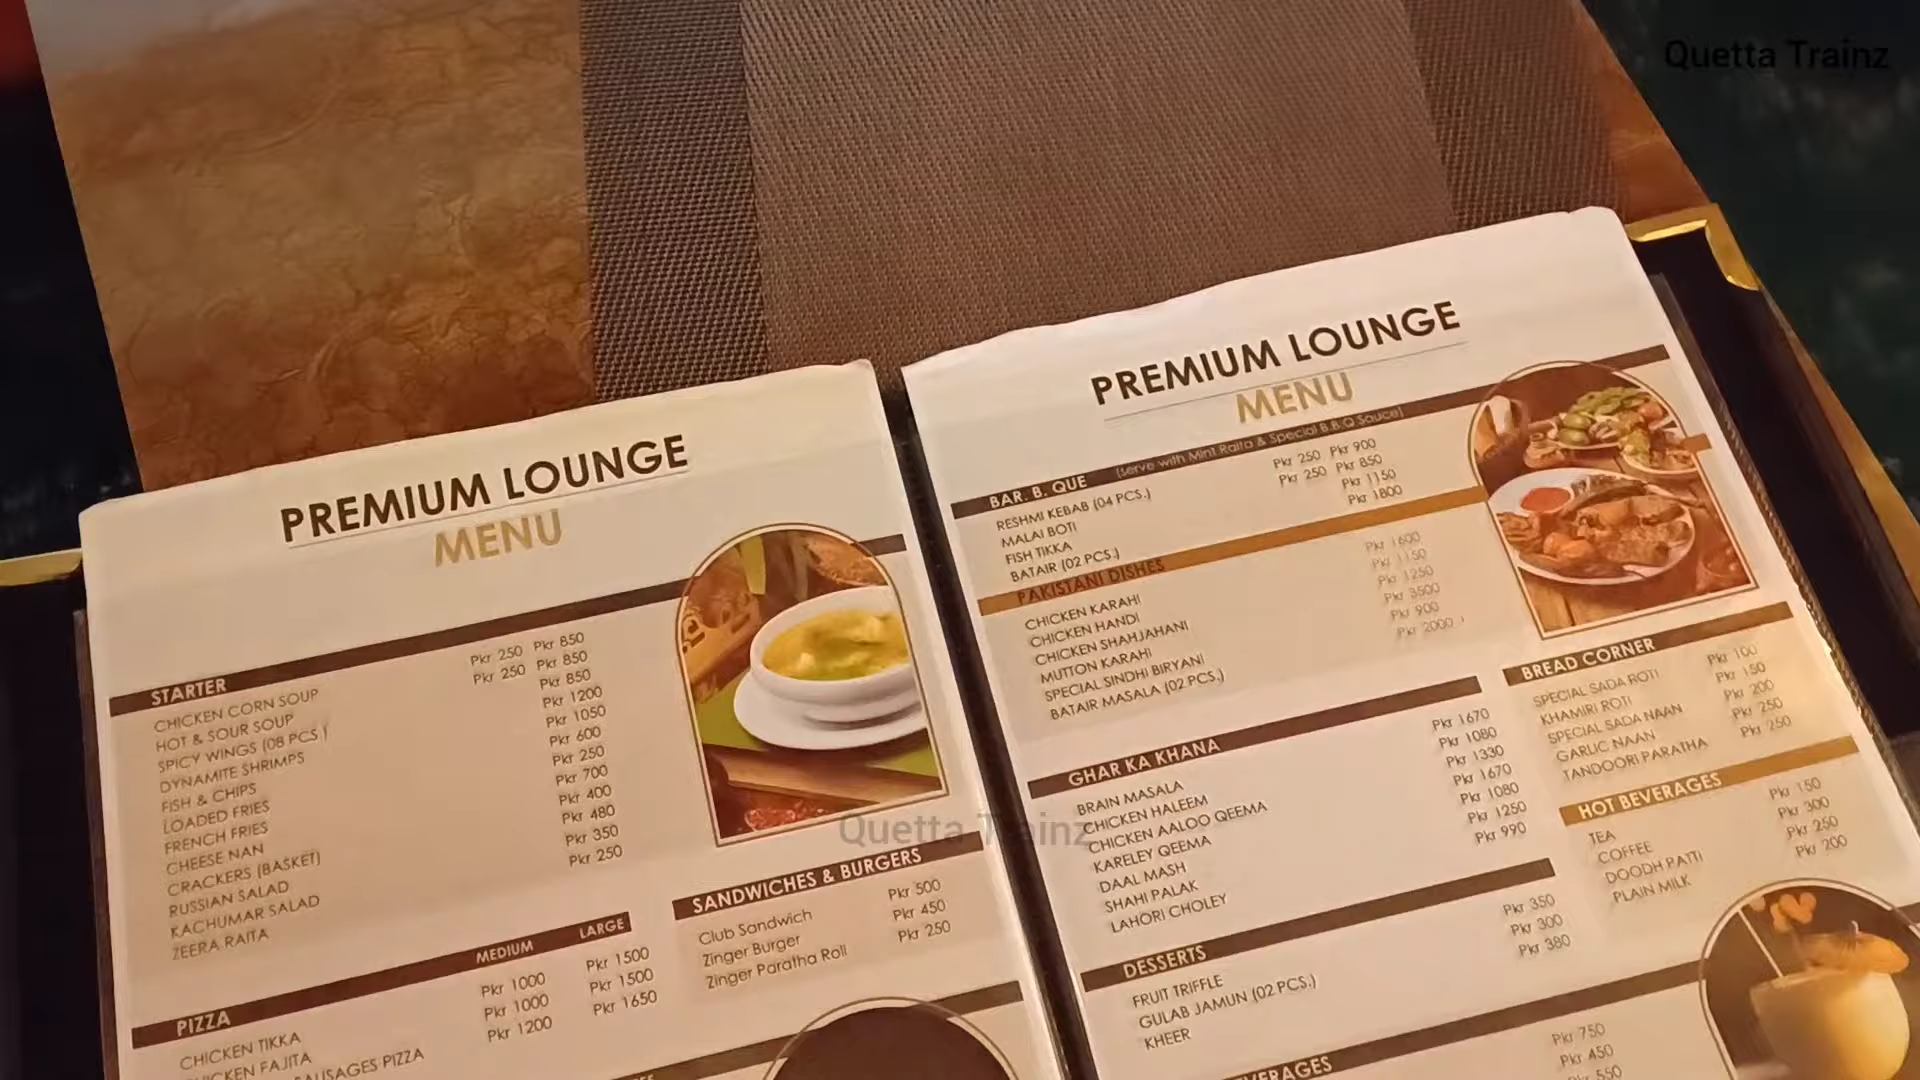 Quetta Trainz
PREMIUM LOUNGE
MENU
STARTER
CHICKEN CORN SOUP Pkr 250 Pkr 850
HOT & SOUR SOUP Pkr 250 Pkr 850
SPICY WINGS (08 PCS.) Pkr 850
DYNAMITE SHRIMPS Pkr 1200
FISH & CHIPS Pkr 1050
LOADED FRIES Pkr 600
FRENCH FRIES Pkr 250
CHEESE NAN Pkr 700
CRACKERS (BASKET) Pkr 400
RUSSIAN SALAD Pkr 480
KACHUMAR SALAD Pkr 350
ZEERA RAITA Pkr 250
PIZZA MEDIUM LARGE
CHICKEN TIKKA Pkr 1000 Pkr 1500
CHICKEN FAJITA Pkr 1000 Pkr 1500
SAUSAGES PIZZA Pkr 1200 Pkr 1650
SANDWICHES & BURGERS
Club Sandwich Pkr 500
Zinger Burger Pkr 450
Zinger Paratha Roll Pkr 250
PREMIUM LOUNGE
MENU
BAR. B. QUE (Serve with Mint Raita & Special B.B.Q Sauce)
RESHMI KEBAB (04 PCS.) Pkr 250 Pkr 900
MALAI BOTI Pkr 250 Pkr 850
FISH TIKKA Pkr 1150
BATAIR (02 PCS.) Pkr 1800
PAKISTANI DISHES
CHICKEN KARAHI Pkr 1600
CHICKEN HANDI Pkr 1150
CHICKEN SHAHJAHANI Pkr 1250
MUTTON KARAHI Pkr 3500
SPECIAL SINDHI BIRYANI Pkr 900
BATAIR MASALA (02 PCS.) Pkr 2000
GHAR KA KHANA
BRAIN MASALA Pkr 1670
CHICKEN HALEEM Pkr 1080
CHICKEN AALOO QEEMA Pkr 1330
KARELEY QEEMA Pkr 1670
DAAL MASH Pkr 1080
SHAHI PALAK Pkr 1250
LAHORI CHOLEY Pkr 990
DESSERTS
FRUIT TRIFFLE Pkr 350
GULAB JAMUN (02 PCS.) Pkr 300
KHEER Pkr 380
BREAD CORNER
SPECIAL SADA ROTI Pkr 100
KHAMIRI ROTI Pkr 150
SPECIAL SADA NAAN Pkr 200
GARLIC NAAN Pkr 250
TANDOORI PARATHA Pkr 250
HOT BEVERAGES
TEA Pkr 150
COFFEE Pkr 300
DOODH PATTI Pkr 250
PLAIN MILK Pkr 200
Pkr 750
Pkr 450
Pkr 550
Quetta Trainz